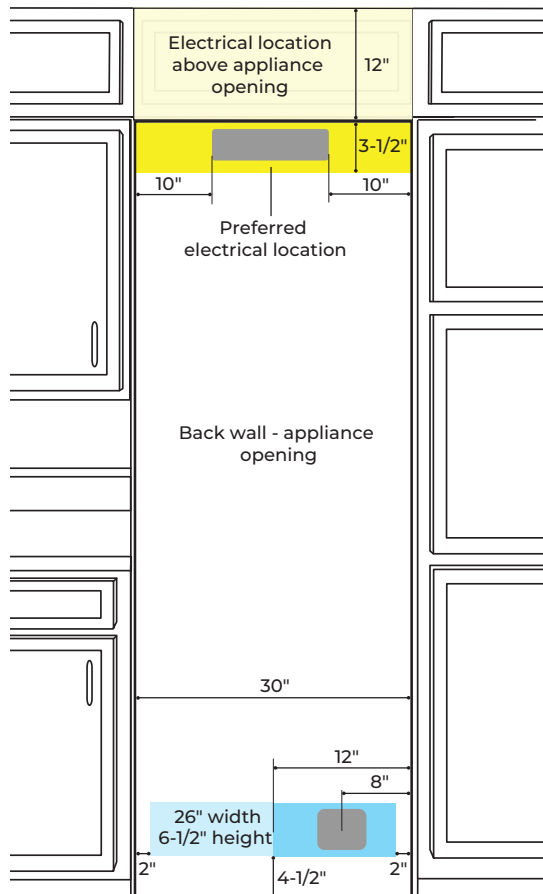 Electrical location
above appliance
opening
12"
3-1/2"
10"
10"
Preferred
electrical location
Back wall - appliance
opening
30"
12"
8"
26" width
6-1/2" height
2"
4-1/2"
2"